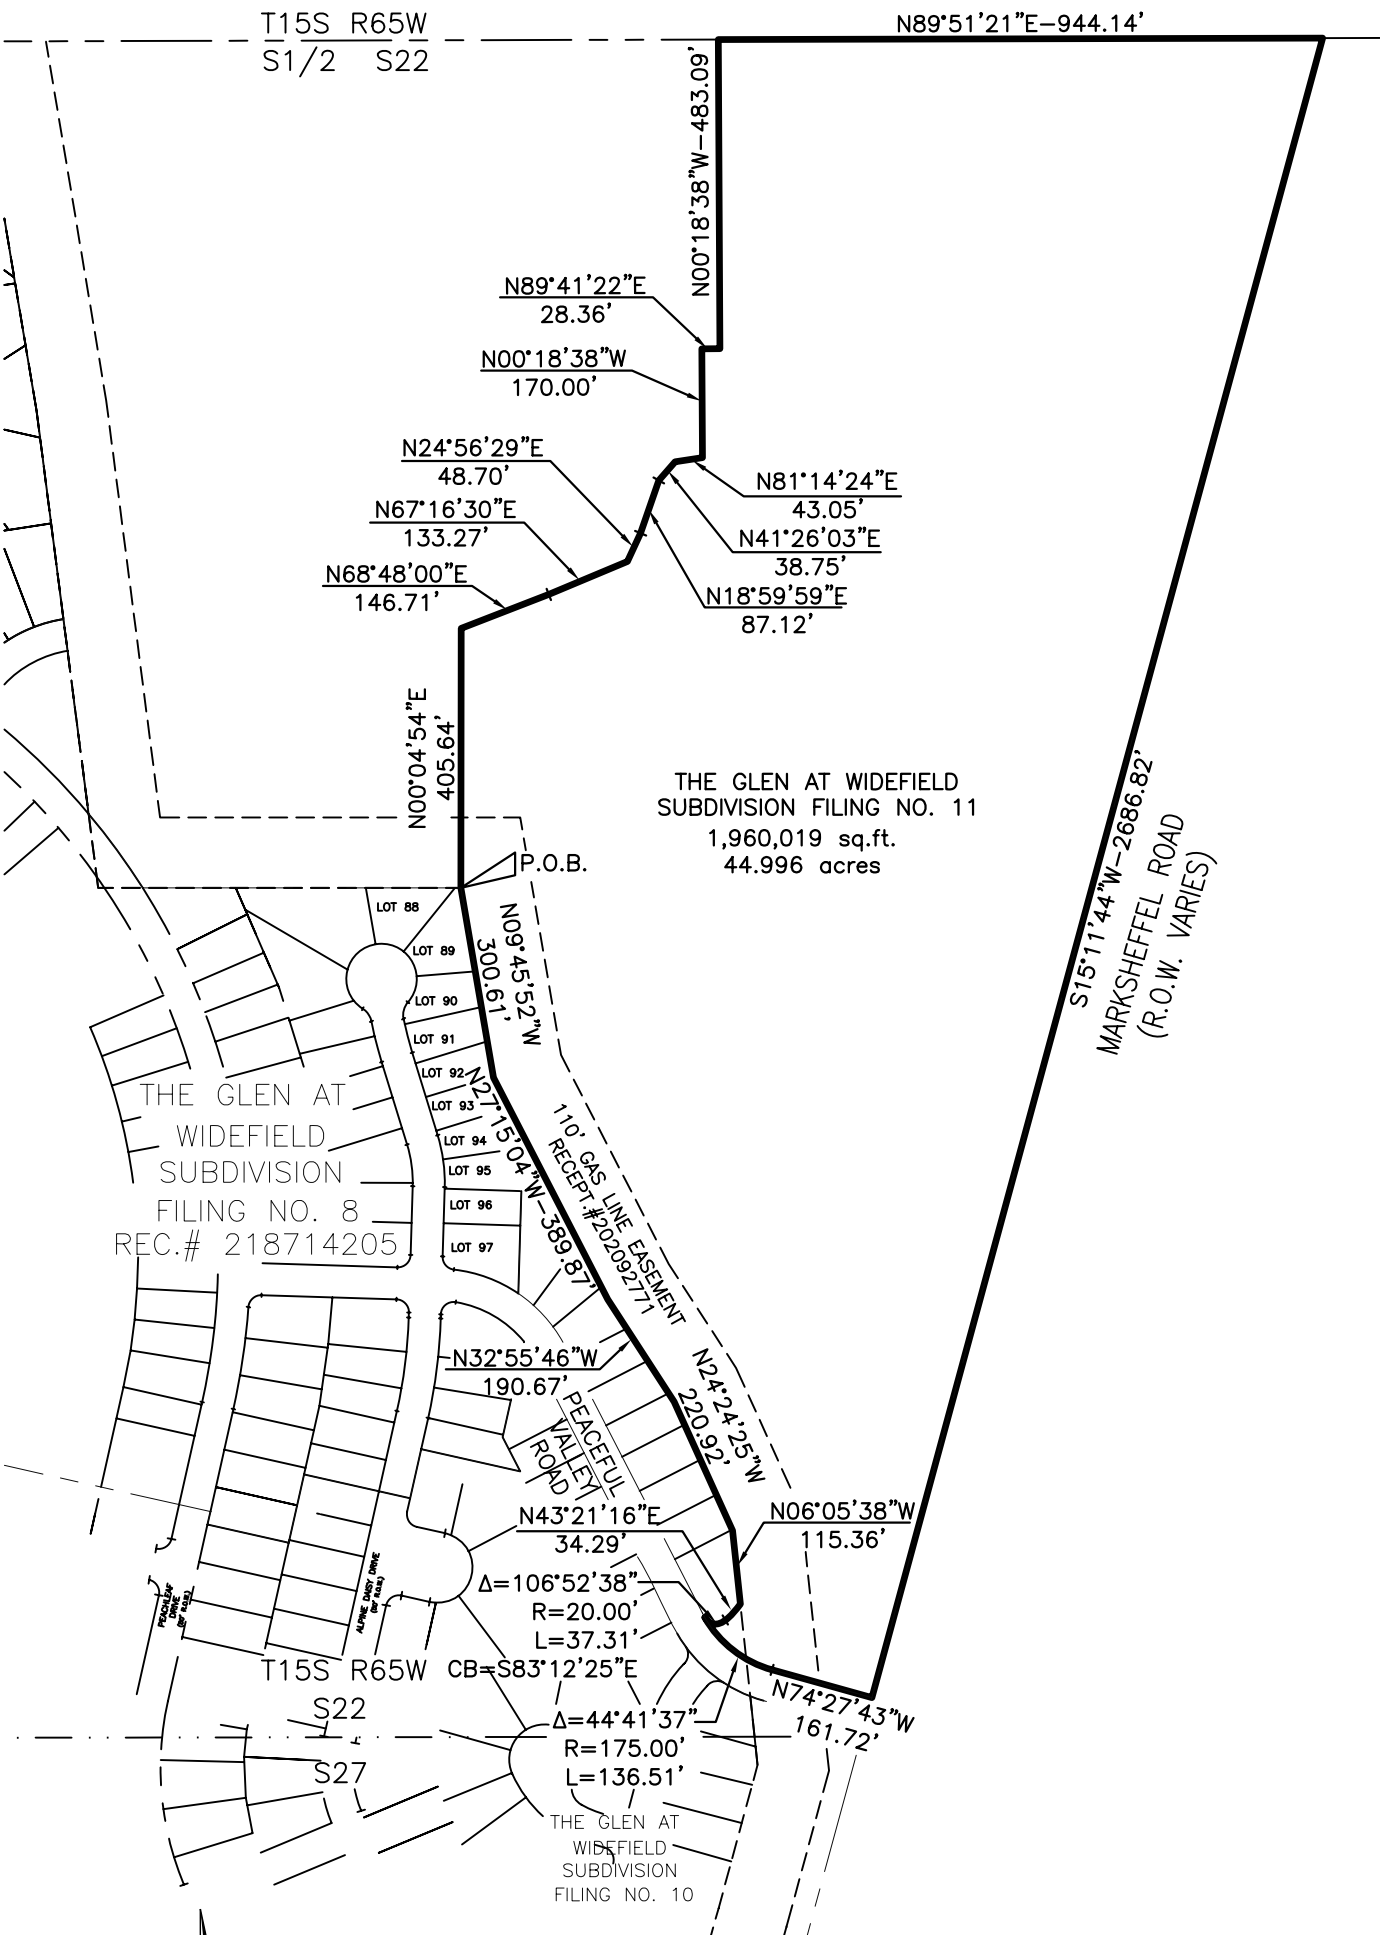 T15S R65W
S1/2 S22
N89°51'21"E-944.14'
N00°18'38"W-483.09'
N89°41'22"E
28.36'
N00°18'38"W
170.00'
N24°56'29"E
48.70'
N81°14'24"E
43.05'
N67°16'30"E
133.27'
N41°26'03"E
38.75'
N68°48'00"E
146.71'
N18°59'59"E
87.12'
N00°04'54"E
405.64'
THE GLEN AT WIDEFIELD
SUBDIVISION FILING NO. 11
1,960,019 sq.ft.
44.996 acres
S15°11'44"W-2686.82'
MARKSHEFFEL ROAD
(R.O.W. VARIES)
P.O.B.
LOT 88
LOT 89
LOT 90
LOT 91
LOT 92
LOT 93
LOT 94
LOT 95
LOT 96
LOT 97
N09°45'52"W
300.61'
N27°15'04"W-389.87'
110' GAS LINE EASEMENT
RECEPT.#202092771
THE GLEN AT
WIDEFIELD
SUBDIVISION
FILING NO. 8
REC.# 218714205
N32°55'46"W
190.67'
N24°24'25"W
220.92'
PEACEFUL
VALLEY
ROAD
N43°21'16"E
34.29'
N06°05'38"W
115.36'
Δ=106°52'38"
R=20.00'
L=37.31'
CB=S83°12'25"E
PEACHLEAF
DRIVE
(60' R.O.W.)
ALPINE DAISY DRIVE
(60' R.O.W.)
T15S R65W
S22
S27
Δ=44°41'37"
R=175.00'
L=136.51'
N74°27'43"W
161.72'
THE GLEN AT
WIDEFIELD
SUBDIVISION
FILING NO. 10